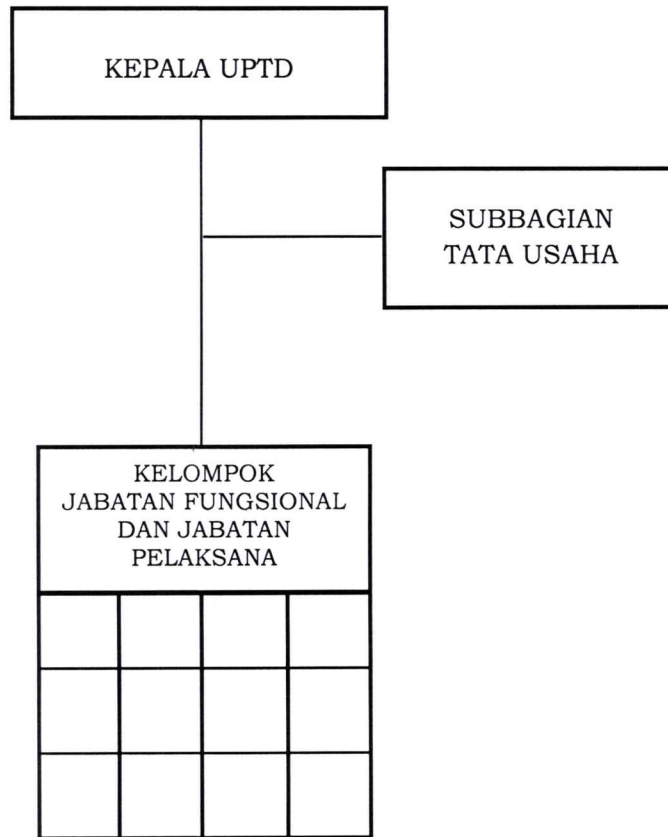 KEPALA UPTD
SUBBAGIAN
TATA USAHA
KELOMPOK
JABATAN FUNGSIONAL
DAN JABATAN
PELAKSANA